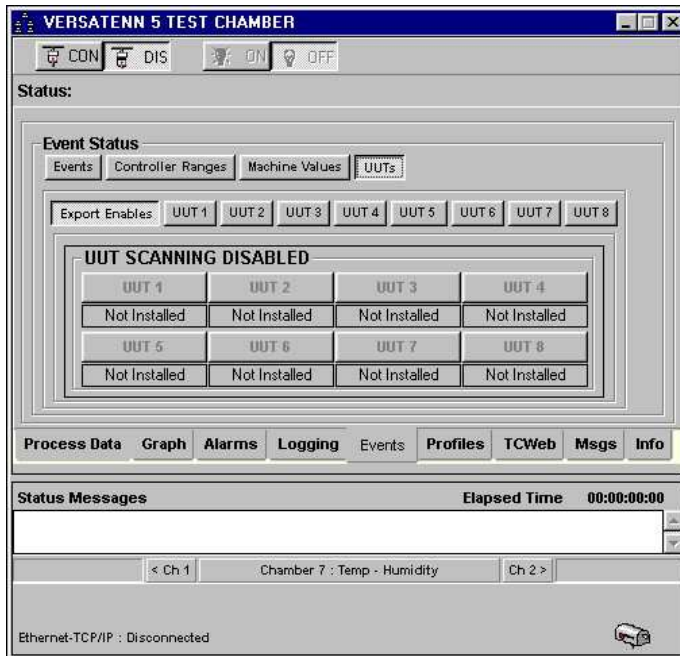 VERSATENN 5 TEST CHAMBER
CON DIS ON OFF
Status:
Event Status
Events Controller Ranges Machine Values UUTs
Export Enables UUT 1 UUT 2 UUT 3 UUT 4 UUT 5 UUT 6 UUT 7 UUT 8
UUT SCANNING DISABLED
UUT 1 UUT 2 UUT 3 UUT 4
Not Installed Not Installed Not Installed Not Installed
UUT 5 UUT 6 UUT 7 UUT 8
Not Installed Not Installed Not Installed Not Installed
Process Data Graph Alarms Logging Events Profiles TCWeb Msgs Info
Status Messages Elapsed Time 00:00:00:00
< Ch 1 Chamber 7 : Temp - Humidity Ch 2 >
Ethernet-TCP/IP : Disconnected